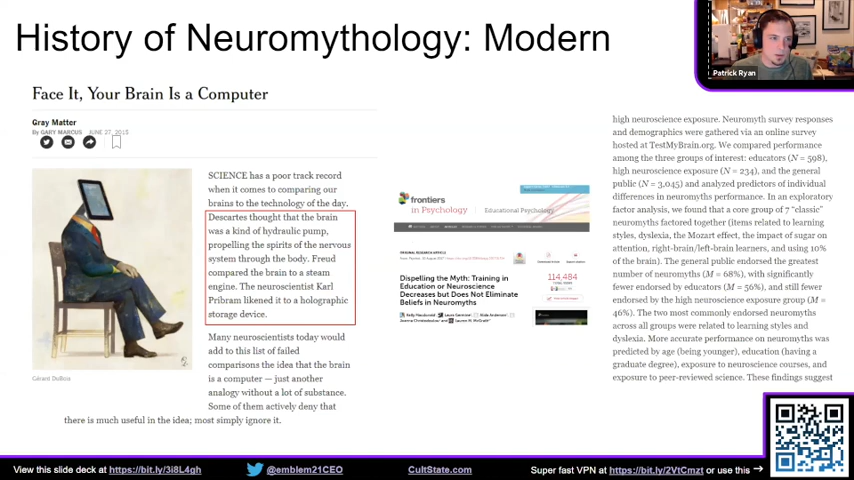 History of Neuromythology: Modern
Patrick Ryan
Face It, Your Brain Is a Computer
Gray Matter
By GARY MARCUS JUNE 27, 2015
SCIENCE has a poor track record
when it comes to comparing our
brains to the technology of the day.
Descartes thought that the brain
was a kind of hydraulic pump,
propelling the spirits of the nervous
system through the body. Freud
compared the brain to a steam
engine. The neuroscientist Karl
Pribram likened it to a holographic
storage device.
Many neuroscientists today would
add to this list of failed
comparisons the idea that the brain
is a computer — just another
analogy without a lot of substance.
Some of them actively deny that
there is much useful in the idea; most simply ignore it.
Gérard DuBois
frontiers
in Psychology
Educational Psychology
ORIGINAL RESEARCH ARTICLE
114,484
Dispelling the Myth: Training in
Education or Neuroscience
Decreases but Does Not Eliminate
Beliefs in Neuromyths
high neuroscience exposure. Neuromyth survey responses
and demographics were gathered via an online survey
hosted at TestMyBrain.org. We compared performance
among the three groups of interest: educators (N = 598),
high neuroscience exposure (N = 234), and the general
public (N = 3,045) and analyzed predictors of individual
differences in neuromyths performance. In an exploratory
factor analysis, we found that a core group of 7 “classic”
neuromyths factored together (items related to learning
styles, dyslexia, the Mozart effect, the impact of sugar on
attention, right-brain/left-brain learners, and using 10%
of the brain). The general public endorsed the greatest
number of neuromyths (M = 68%), with significantly
fewer endorsed by educators (M = 56%), and still fewer
endorsed by the high neuroscience exposure group (M =
46%). The two most commonly endorsed neuromyths
across all groups were related to learning styles and
dyslexia. More accurate performance on neuromyths was
predicted by age (being younger), education (having a
graduate degree), exposure to neuroscience courses, and
exposure to peer-reviewed science. These findings suggest
View this slide deck at https://bit.ly/3i8L4gh
@emblem21CEO
CultState.com
Super fast VPN at https://bit.ly/2VtCmzt or use this →